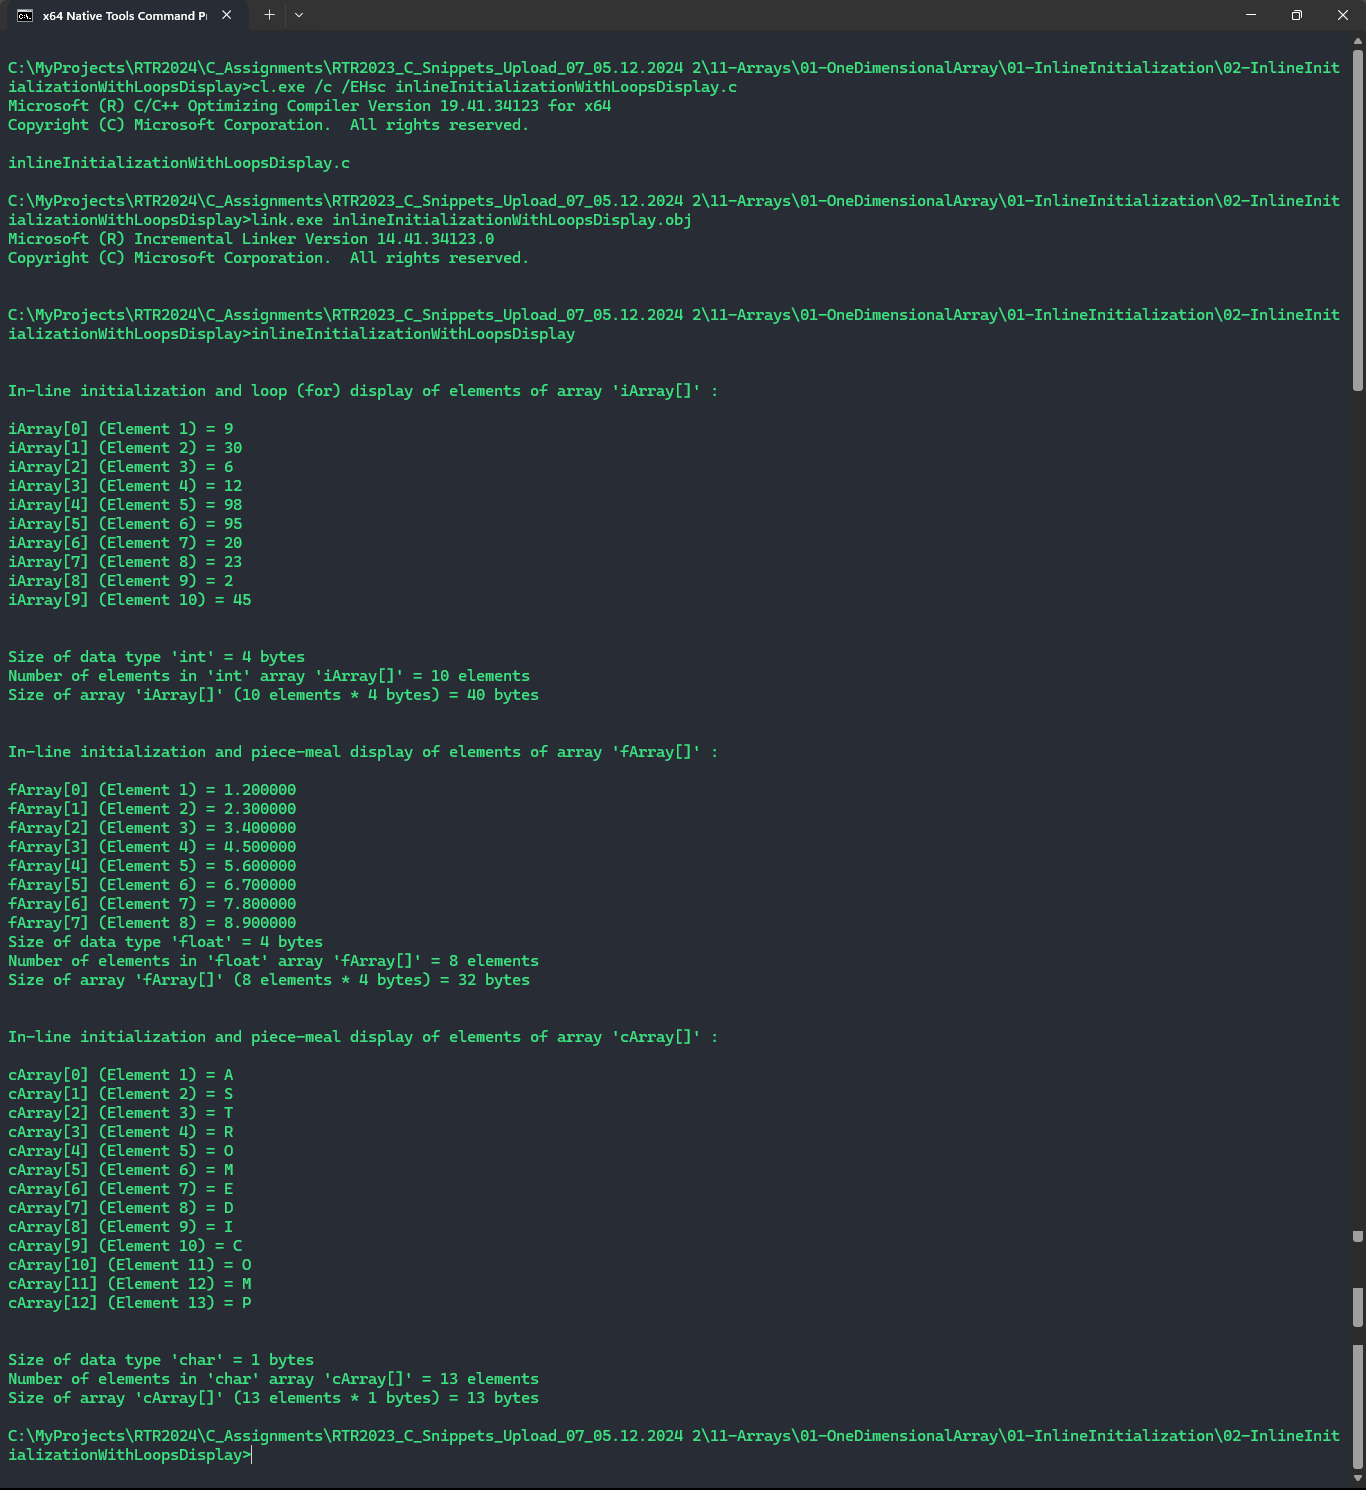 x64 Native Tools Command Pr
C:\MyProjects\RTR2024\C_Assignments\RTR2023_C_Snippets_Upload_07_05.12.2024 2\11-Arrays\01-OneDimensionalArray\01-InlineInitialization\02-InlineInit
ializationWithLoopsDisplay>cl.exe /c /EHsc inlineInitializationWithLoopsDisplay.c
Microsoft (R) C/C++ Optimizing Compiler Version 19.41.34123 for x64
Copyright (C) Microsoft Corporation.  All rights reserved.
inlineInitializationWithLoopsDisplay.c
C:\MyProjects\RTR2024\C_Assignments\RTR2023_C_Snippets_Upload_07_05.12.2024 2\11-Arrays\01-OneDimensionalArray\01-InlineInitialization\02-InlineInit
ializationWithLoopsDisplay>link.exe inlineInitializationWithLoopsDisplay.obj
Microsoft (R) Incremental Linker Version 14.41.34123.0
Copyright (C) Microsoft Corporation.  All rights reserved.
C:\MyProjects\RTR2024\C_Assignments\RTR2023_C_Snippets_Upload_07_05.12.2024 2\11-Arrays\01-OneDimensionalArray\01-InlineInitialization\02-InlineInit
ializationWithLoopsDisplay>inlineInitializationWithLoopsDisplay
In-line initialization and loop (for) display of elements of array 'iArray[]' :
iArray[0] (Element 1) = 9
iArray[1] (Element 2) = 30
iArray[2] (Element 3) = 6
iArray[3] (Element 4) = 12
iArray[4] (Element 5) = 98
iArray[5] (Element 6) = 95
iArray[6] (Element 7) = 20
iArray[7] (Element 8) = 23
iArray[8] (Element 9) = 2
iArray[9] (Element 10) = 45
Size of data type 'int' = 4 bytes
Number of elements in 'int' array 'iArray[]' = 10 elements
Size of array 'iArray[]' (10 elements * 4 bytes) = 40 bytes
In-line initialization and piece-meal display of elements of array 'fArray[]' :
fArray[0] (Element 1) = 1.200000
fArray[1] (Element 2) = 2.300000
fArray[2] (Element 3) = 3.400000
fArray[3] (Element 4) = 4.500000
fArray[4] (Element 5) = 5.600000
fArray[5] (Element 6) = 6.700000
fArray[6] (Element 7) = 7.800000
fArray[7] (Element 8) = 8.900000
Size of data type 'float' = 4 bytes
Number of elements in 'float' array 'fArray[]' = 8 elements
Size of array 'fArray[]' (8 elements * 4 bytes) = 32 bytes
In-line initialization and piece-meal display of elements of array 'cArray[]' :
cArray[0] (Element 1) = A
cArray[1] (Element 2) = S
cArray[2] (Element 3) = T
cArray[3] (Element 4) = R
cArray[4] (Element 5) = O
cArray[5] (Element 6) = M
cArray[6] (Element 7) = E
cArray[7] (Element 8) = D
cArray[8] (Element 9) = I
cArray[9] (Element 10) = C
cArray[10] (Element 11) = O
cArray[11] (Element 12) = M
cArray[12] (Element 13) = P
Size of data type 'char' = 1 bytes
Number of elements in 'char' array 'cArray[]' = 13 elements
Size of array 'cArray[]' (13 elements * 1 bytes) = 13 bytes
C:\MyProjects\RTR2024\C_Assignments\RTR2023_C_Snippets_Upload_07_05.12.2024 2\11-Arrays\01-OneDimensionalArray\01-InlineInitialization\02-InlineInit
ializationWithLoopsDisplay>